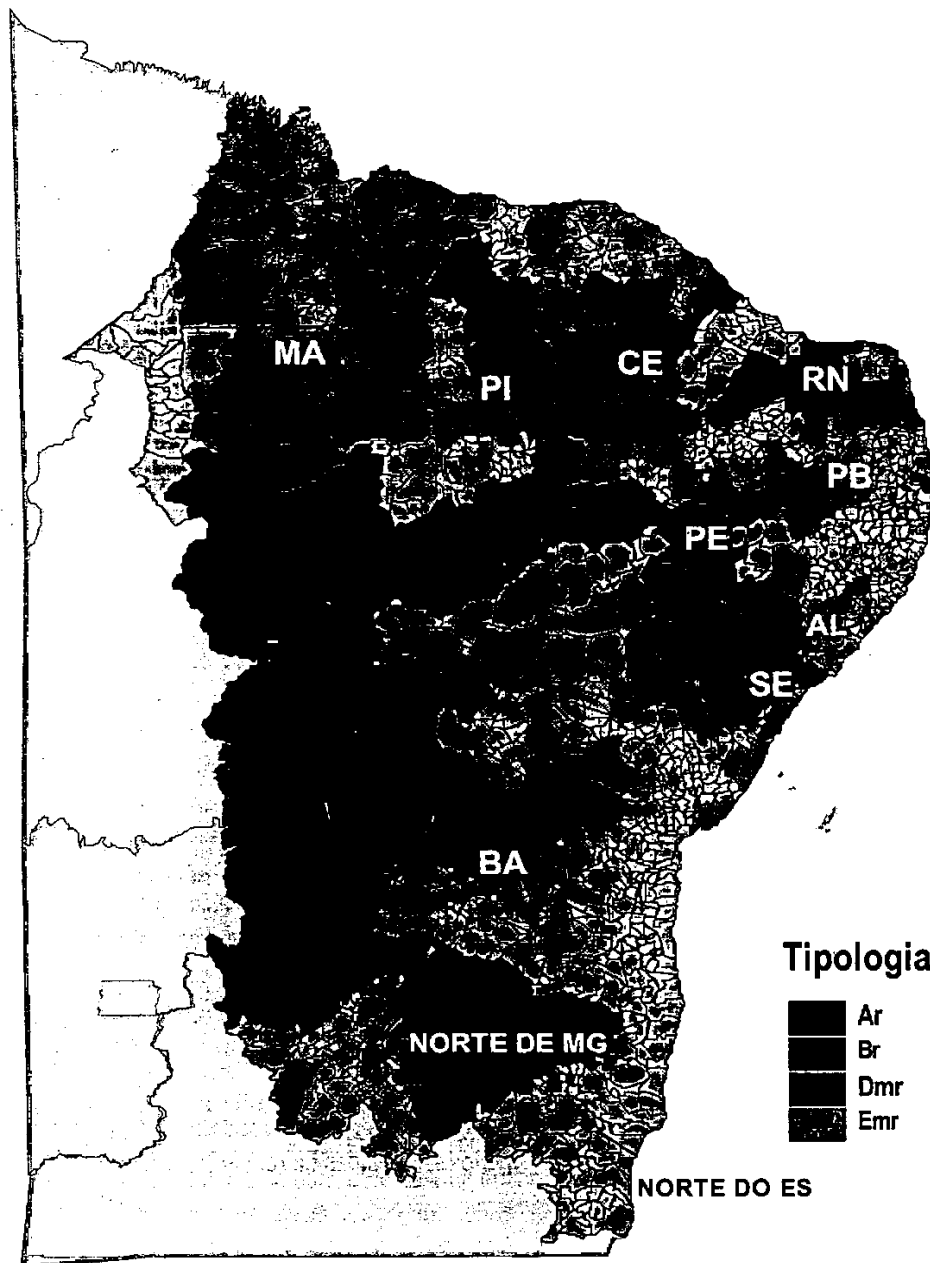 MA
CE
RN
PI
PB
PE
AL
SE
BA
Tipologia
Ar
Br
Dmr
Emr
NORTE DE MG
NORTE DO ES